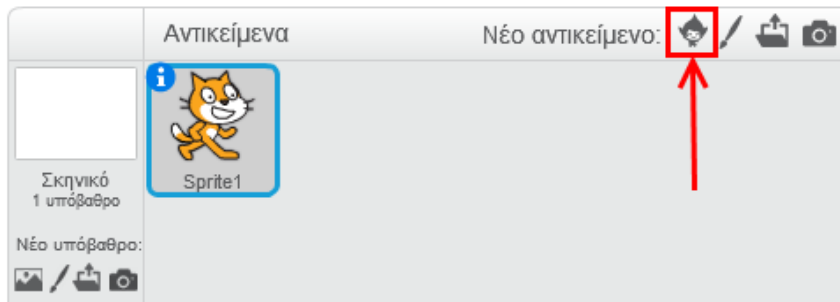 Αντικείμενα
Νέο αντικείμενο:
Sprite1
Σκηνικό
1 υπόβαθρο
Νέο υπόβαθρο: